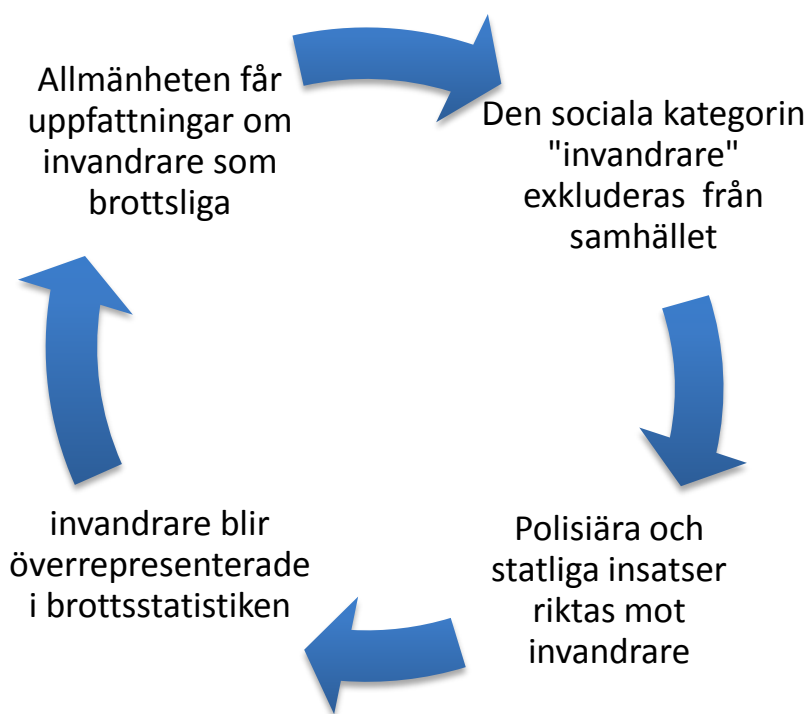 Allmänheten får
uppfattningar om
invandrare som
brottsliga
Den sociala kategorin
"invandrare"
exkluderas från
samhället
Polisiära och
statliga insatser
riktas mot
invandrare
invandrare blir
överrepresenterade
i brottsstatistiken